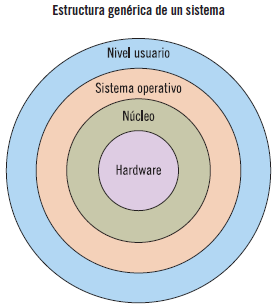 Estructura genérica de un sistema
Nivel usuario
Sistema operativo
Núcleo
Hardware